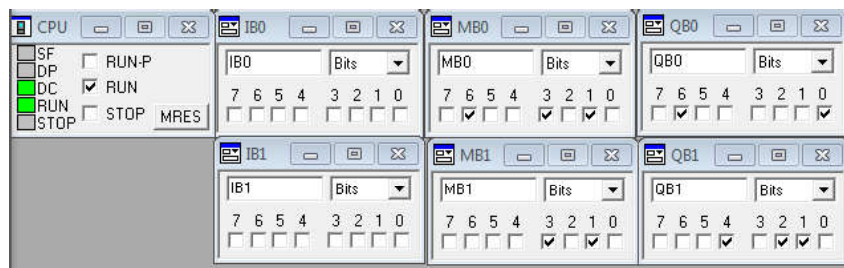 CPU
SF
DP
DC
RUN
STOP
RUN-P
RUN
STOP
MRES
IB0
IB0 Bits
7 6 5 4 3 2 1 0
MB0
MB0 Bits
7 6 5 4 3 2 1 0
QB0
QB0 Bits
7 6 5 4 3 2 1 0
IB1
IB1 Bits
7 6 5 4 3 2 1 0
MB1
MB1 Bits
7 6 5 4 3 2 1 0
QB1
QB1 Bits
7 6 5 4 3 2 1 0